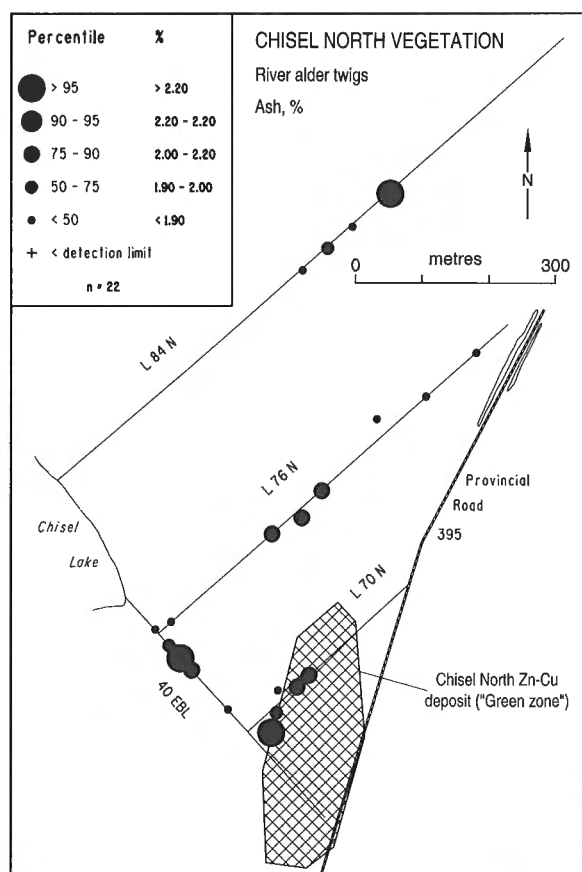 Percentile %
> 95 > 2.20
90 - 95 2.20 - 2.20
75 - 90 2.00 - 2.20
50 - 75 1.90 - 2.00
< 50 < 1.90
+ < detection limit
n = 22
CHISEL NORTH VEGETATION
River alder twigs
Ash, %
N
0 metres 300
L 84 N
L 76 N
Provincial
Road
395
Chisel
Lake
L 70 N
40 EBL
Chisel North Zn-Cu
deposit ("Green zone")